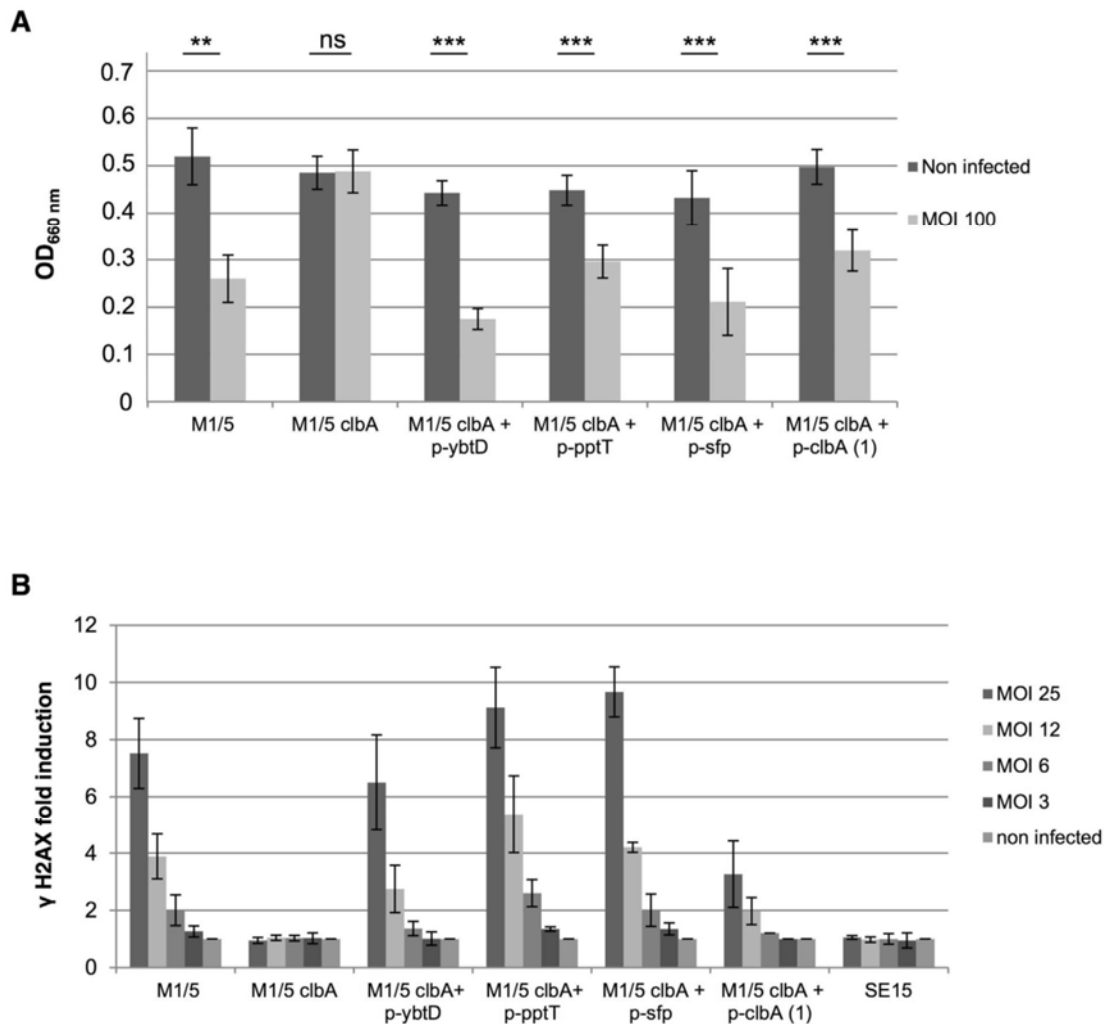 A
** ns *** *** *** ***
0.7
0.6
0.5
0.4
0.3
0.2
0.1
0
OD660 nm
Non infected
MOI 100
M1/5 M1/5 clbA M1/5 clbA + M1/5 clbA + M1/5 clbA + M1/5 clbA +
p-ybtD p-pptT p-sfp p-clbA (1)
B
12
10
8
6
4
2
0
γ H2AX fold induction
MOI 25
MOI 12
MOI 6
MOI 3
non infected
M1/5 M1/5 clbA M1/5 clbA+ M1/5 clbA+ M1/5 clbA + M1/5 clbA + SE15
p-ybtD p-pptT p-sfp p-clbA (1)